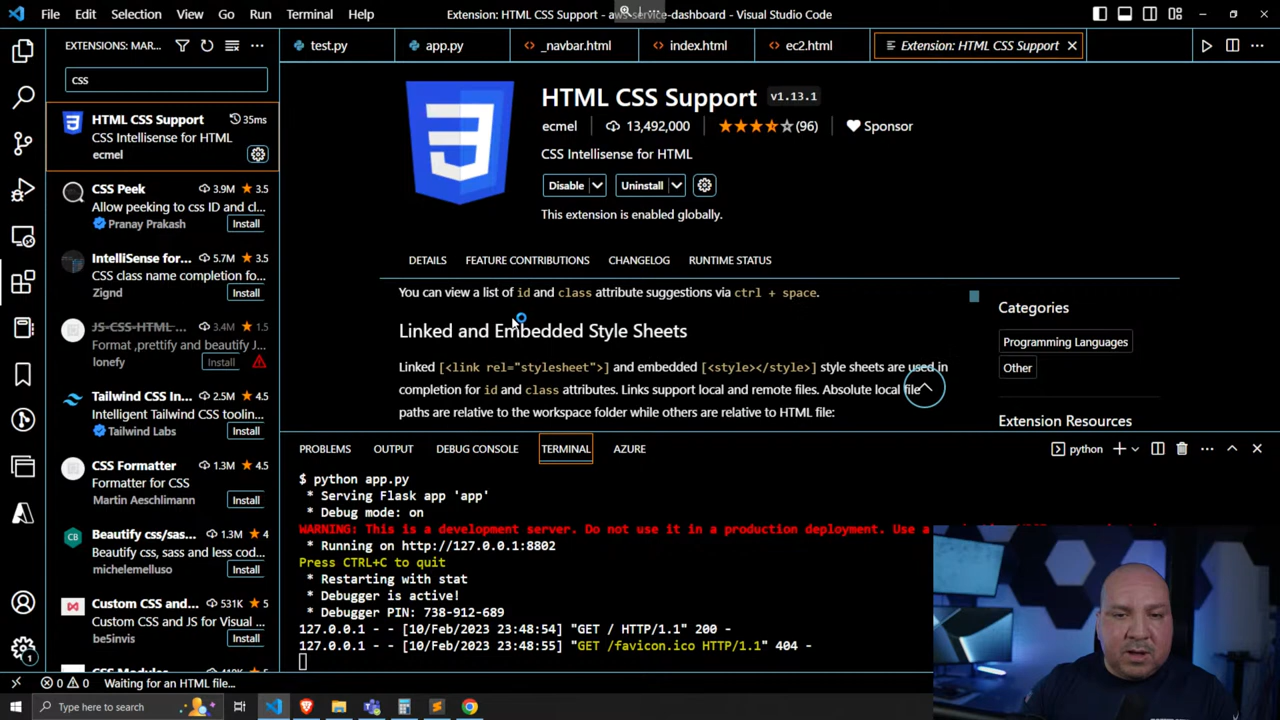 File Edit Selection View Go Run Terminal Help
Extension: HTML CSS Support - aws-service-dashboard - Visual Studio Code
EXTENSIONS: MAR...
css
HTML CSS Support 35ms
CSS Intellisense for HTML
ecmel
CSS Peek 3.9M 3.5
Allow peeking to css ID and cl...
Pranay Prakash Install
IntelliSense for... 5.7M 3.5
CSS class name completion fo...
Zignd Install
JS-CSS-HTML ... 3.4M 1.5
Format ,prettify and beautify J...
lonefy Install
Tailwind CSS In... 2.5M 4.5
Intelligent Tailwind CSS toolin...
Tailwind Labs Install
CSS Formatter 1.3M 4.5
Formatter for CSS
Martin Aeschlimann Install
Beautify css/sas... 1.3M 4
Beautify css, sass and less cod...
michelemelluso Install
Custom CSS and... 531K 5
Custom CSS and JS for Visual ...
be5invis Install
test.py app.py _navbar.html index.html ec2.html Extension: HTML CSS Support
HTML CSS Support v1.13.1
ecmel 13,492,000 (96) Sponsor
CSS Intellisense for HTML
Disable Uninstall
This extension is enabled globally.
DETAILS FEATURE CONTRIBUTIONS CHANGELOG RUNTIME STATUS
You can view a list of id and class attribute suggestions via ctrl + space.
Linked and Embedded Style Sheets
Linked [<link rel="stylesheet">] and embedded [<style></style>] style sheets are used in
completion for id and class attributes. Links support local and remote files. Absolute local file
paths are relative to the workspace folder while others are relative to HTML file:
Categories
Programming Languages
Other
Extension Resources
PROBLEMS OUTPUT DEBUG CONSOLE TERMINAL AZURE
python
$ python app.py
* Serving Flask app 'app'
* Debug mode: on
WARNING: This is a development server. Do not use it in a production deployment. Use a
* Running on http://127.0.0.1:8802
Press CTRL+C to quit
* Restarting with stat
* Debugger is active!
* Debugger PIN: 738-912-689
127.0.0.1 - - [10/Feb/2023 23:48:54] "GET / HTTP/1.1" 200 -
127.0.0.1 - - [10/Feb/2023 23:48:55] "GET /favicon.ico HTTP/1.1" 404 -
1
0 0 Waiting for an HTML file...
Type here to search